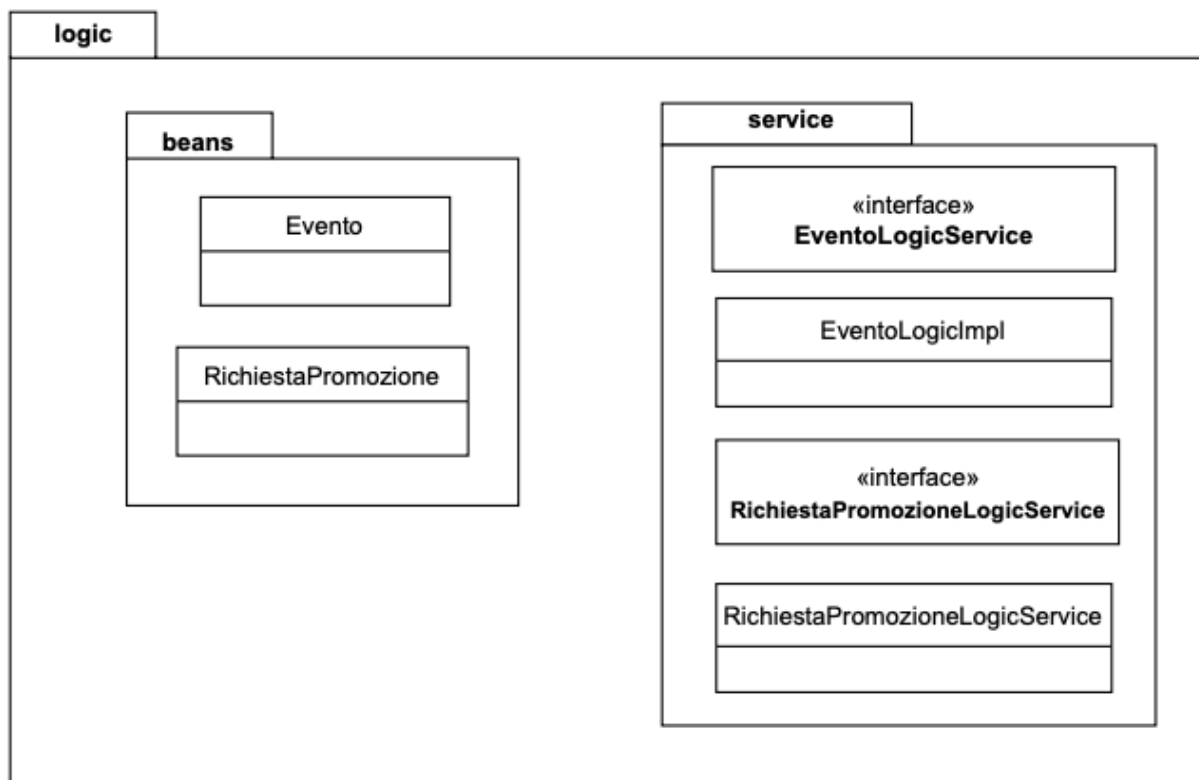 logic
beans
Evento
RichiestaPromozione
service
«interface»
EventoLogicService
EventoLogicImpl
«interface»
RichiestaPromozioneLogicService
RichiestaPromozioneLogicService